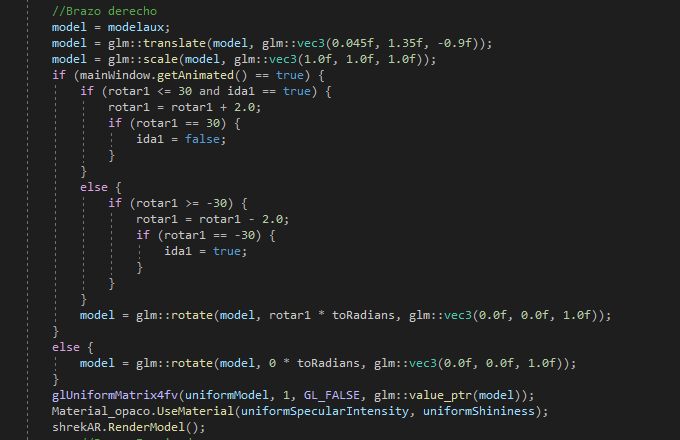 //Brazo derecho
model = modelaux;
model = glm::translate(model, glm::vec3(0.045f, 1.35f, -0.9f));
model = glm::scale(model, glm::vec3(1.0f, 1.0f, 1.0f));
if (mainWindow.getAnimated() == true) {
if (rotar1 <= 30 and ida1 == true) {
rotar1 = rotar1 + 2.0;
if (rotar1 == 30) {
ida1 = false;
}
}
else {
if (rotar1 >= -30) {
rotar1 = rotar1 - 2.0;
if (rotar1 == -30) {
ida1 = true;
}
}
}
model = glm::rotate(model, rotar1 * toRadians, glm::vec3(0.0f, 0.0f, 1.0f));
}
else {
model = glm::rotate(model, 0 * toRadians, glm::vec3(0.0f, 0.0f, 1.0f));
}
glUniformMatrix4fv(uniformModel, 1, GL_FALSE, glm::value_ptr(model));
Material_opaco.UseMaterial(uniformSpecularIntensity, uniformShininess);
shrekAR.RenderModel();